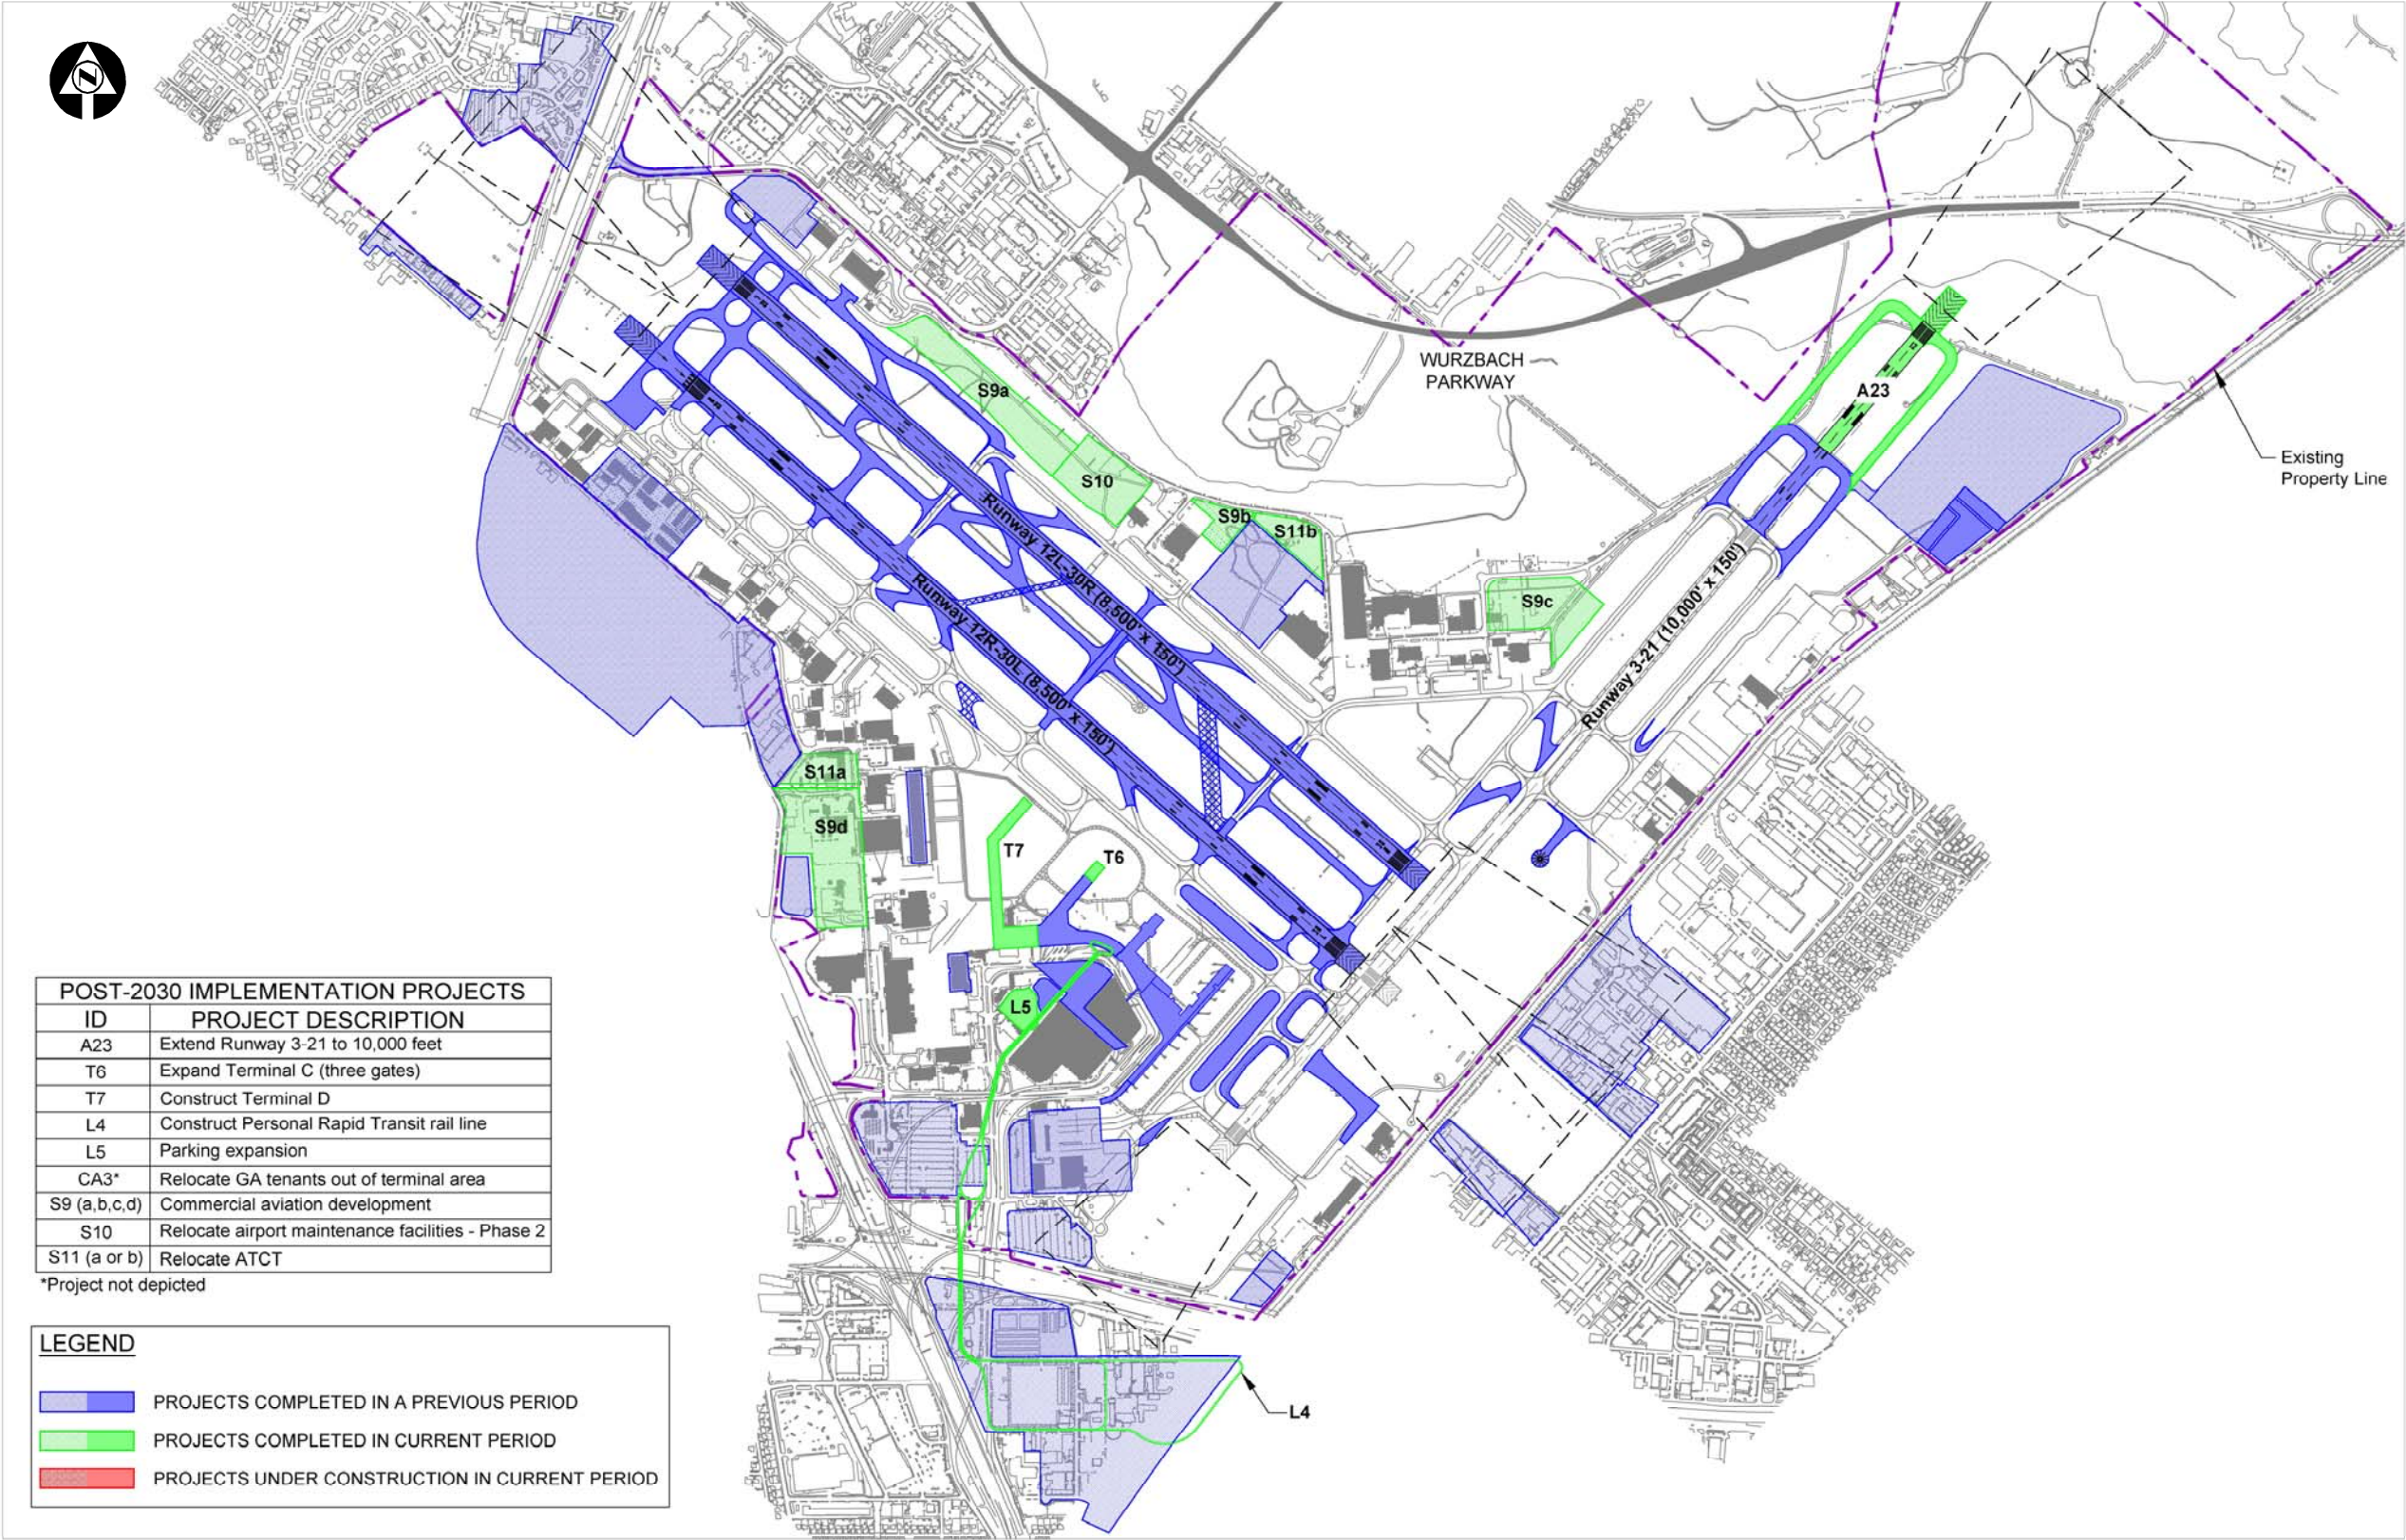 N
WURZBACH
PARKWAY
A23
S9a
Existing
Property Line
S10
S9b
S11b
S9c
Runway 12L-30R (8,500' x 150')
Runway 12R-30L (8,500' x 150')
Runway 3-21 (10,000' x 150')
S11a
S9d
T7
T6
L5
L4
POST-2030 IMPLEMENTATION PROJECTS
ID PROJECT DESCRIPTION
A23 Extend Runway 3-21 to 10,000 feet
T6 Expand Terminal C (three gates)
T7 Construct Terminal D
L4 Construct Personal Rapid Transit rail line
L5 Parking expansion
CA3* Relocate GA tenants out of terminal area
S9 (a,b,c,d) Commercial aviation development
S10 Relocate airport maintenance facilities - Phase 2
S11 (a or b) Relocate ATCT
*Project not depicted
LEGEND
PROJECTS COMPLETED IN A PREVIOUS PERIOD
PROJECTS COMPLETED IN CURRENT PERIOD
PROJECTS UNDER CONSTRUCTION IN CURRENT PERIOD